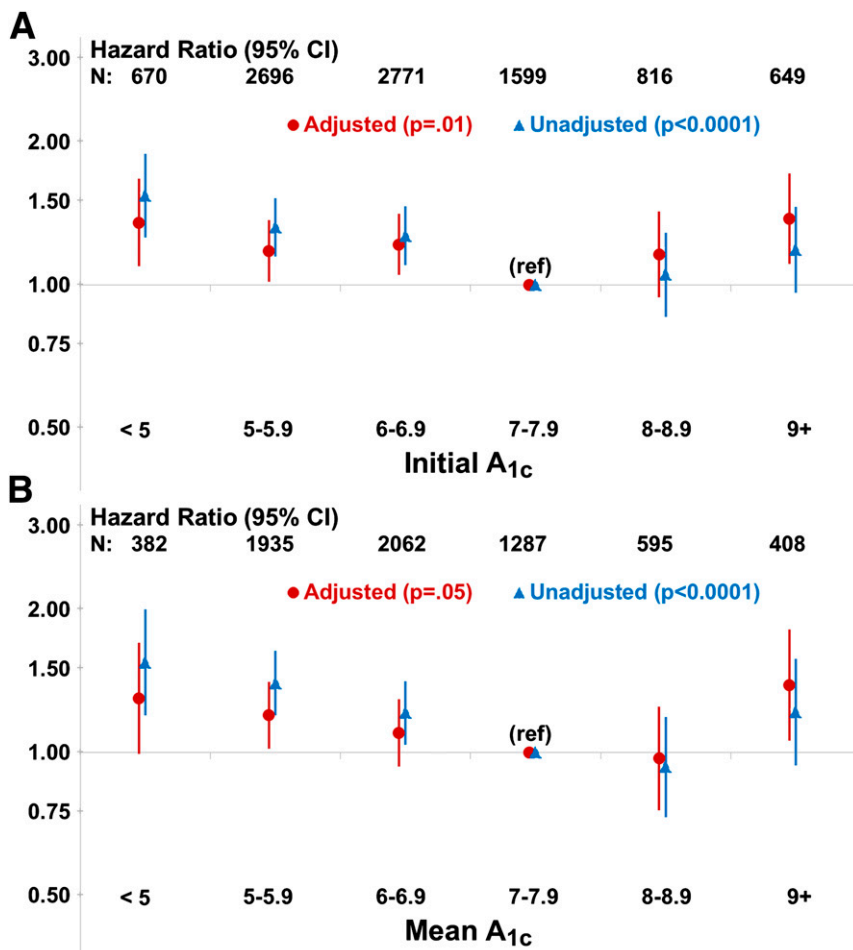 A
Hazard Ratio (95% CI)
N: 670 2696 2771 1599 816 649
3.00
Adjusted (p=.01) Unadjusted (p<0.0001)
2.00
1.50
(ref)
1.00
0.75
0.50
< 5 5-5.9 6-6.9 7-7.9 8-8.9 9+
Initial A1c
B
Hazard Ratio (95% CI)
3.00
N: 382 1935 2062 1287 595 408
Adjusted (p=.05) Unadjusted (p<0.0001)
2.00
1.50
(ref)
1.00
0.75
0.50
< 5 5-5.9 6-6.9 7-7.9 8-8.9 9+
Mean A1c